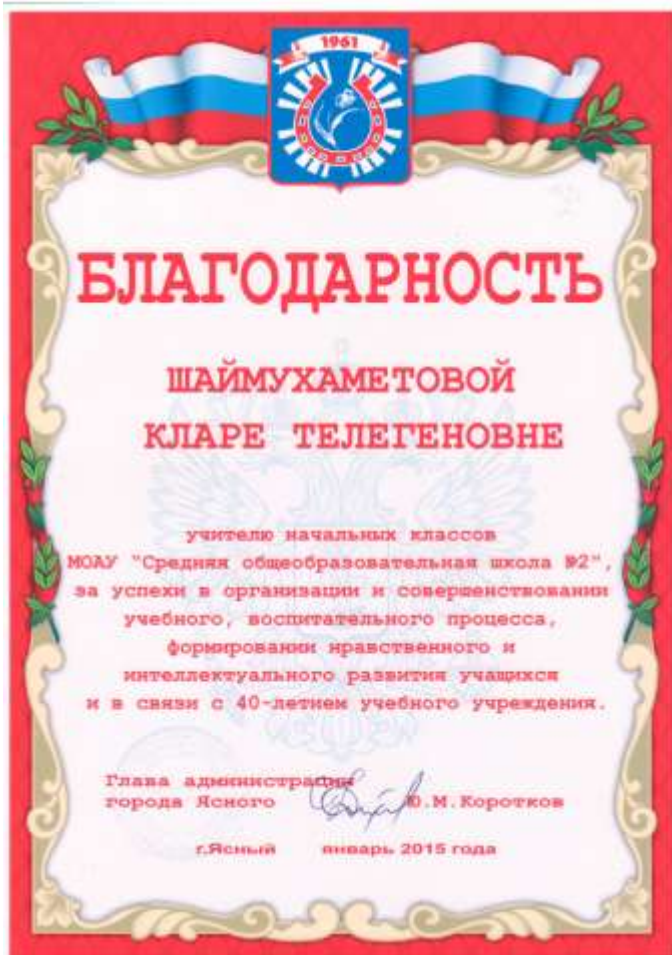 1961
БЛАГОДАРНОСТЬ
ШАЙМУХАМЕТОВОЙ
КЛАРЕ ТЕЛЕГЕНОВНЕ
учителю начальных классов
МОАУ "Средняя общеобразовательная школа №2",
за успехи в организации и совершенствовании
учебного, воспитательного процесса,
формировании нравственного и
интеллектуального развития учащихся
и в связи с 40-летием учебного учреждения.
Глава администрации
города Ясного Ю.М.Коротков
г.Ясный январь 2015 года